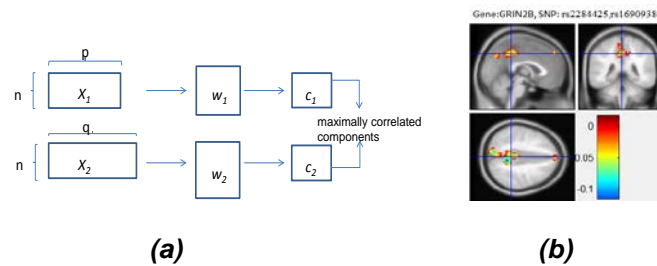 p
n
X1
w1
c1
maximally correlated
components
q
n
X2
w2
c2
(a)
Gene:GRIN2B, SNP: rs2284425,rs1690938
0
0.05
-0.1
(b)